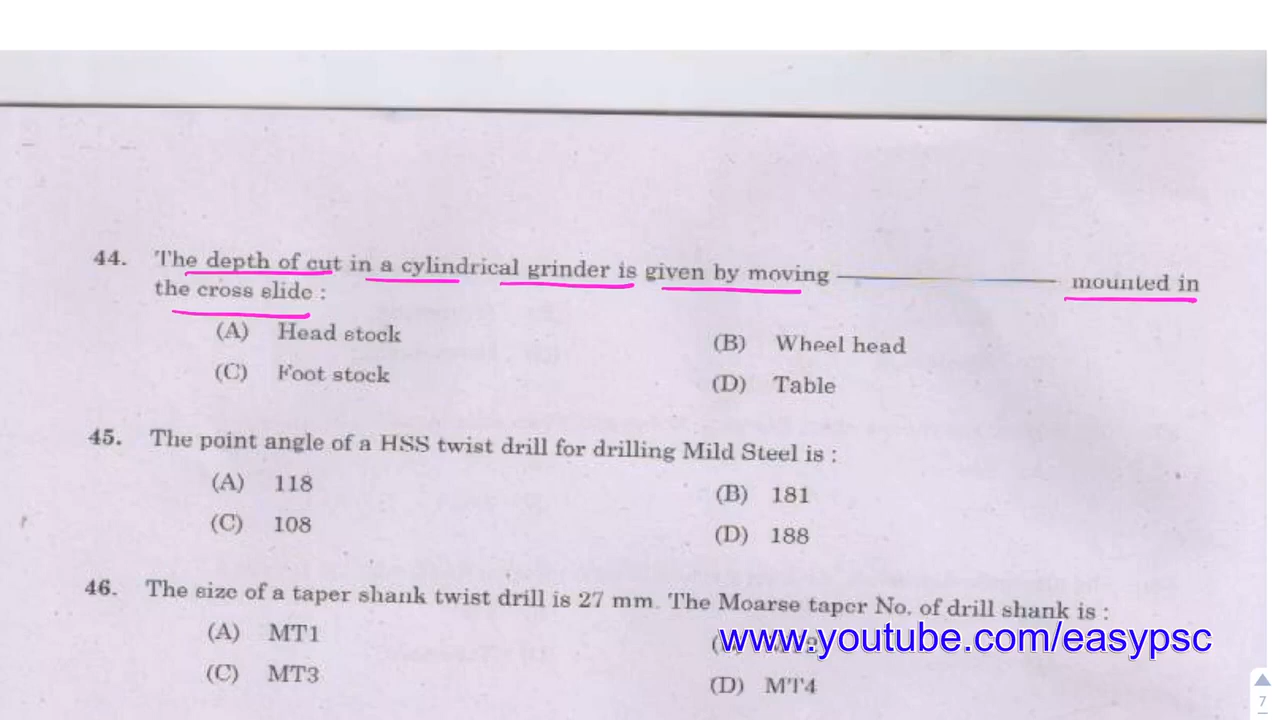 44. The depth of cut in a cylindrical grinder is given by moving ____________ mounted in
the cross slide :
(A) Head stock (B) Wheel head
(C) Foot stock (D) Table
45. The point angle of a HSS twist drill for drilling Mild Steel is :
(A) 118 (B) 181
(C) 108 (D) 188
46. The size of a taper shank twist drill is 27 mm. The Moarse taper No. of drill shank is :
(A) MT1
www.youtube.com/easypsc
(C) MT3 (D) MT4
7